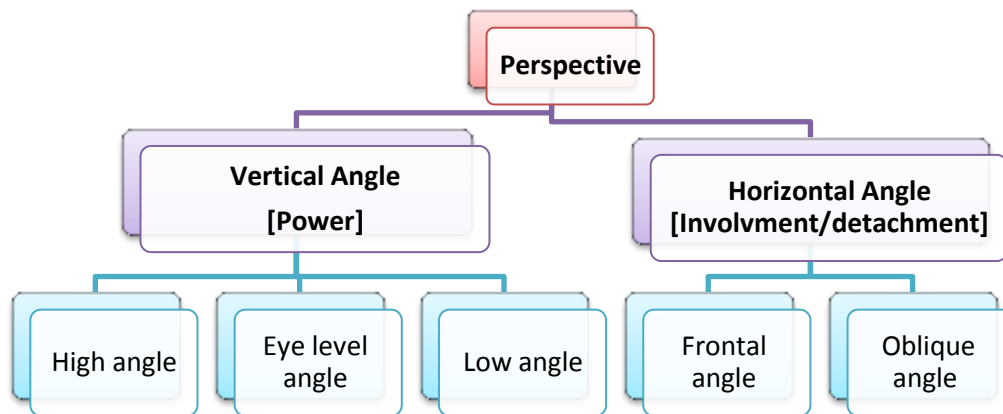 Perspective
Vertical Angle
[Power]
Horizontal Angle
[Involvment/detachment]
High angle
Eye level
angle
Low angle
Frontal
angle
Oblique
angle